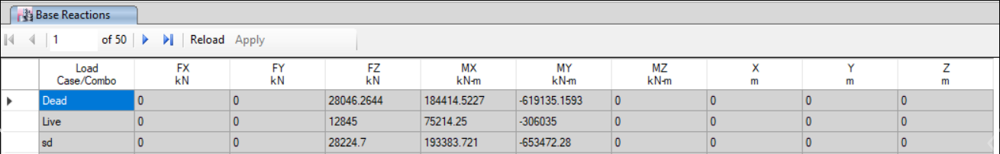 Base Reactions
1 of 50 Reload Apply
Load Case/Combo FX kN FY kN FZ kN MX kN-m MY kN-m MZ kN-m X m Y m Z m
Dead 0 0 28046.2644 184414.5227 -619135.1593 0 0 0 0
Live 0 0 12845 75214.25 -306035 0 0 0 0
sd 0 0 28224.7 193383.721 -653472.28 0 0 0 0